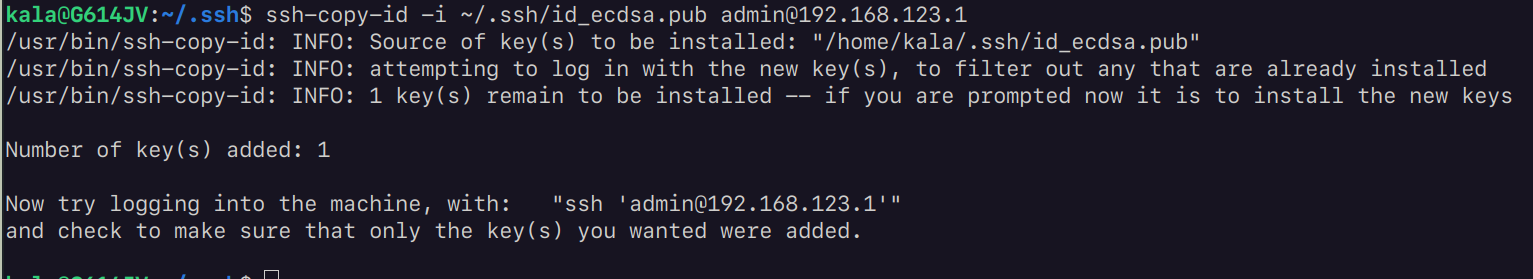 kala@G614JV:~/.ssh$ ssh-copy-id -i ~/.ssh/id_ecdsa.pub admin@192.168.123.1
/usr/bin/ssh-copy-id: INFO: Source of key(s) to be installed: "/home/kala/.ssh/id_ecdsa.pub"
/usr/bin/ssh-copy-id: INFO: attempting to log in with the new key(s), to filter out any that are already installed
/usr/bin/ssh-copy-id: INFO: 1 key(s) remain to be installed -- if you are prompted now it is to install the new keys
Number of key(s) added: 1
Now try logging into the machine, with:   "ssh 'admin@192.168.123.1'"
and check to make sure that only the key(s) you wanted were added.
kala@G614JV:~/.ssh$